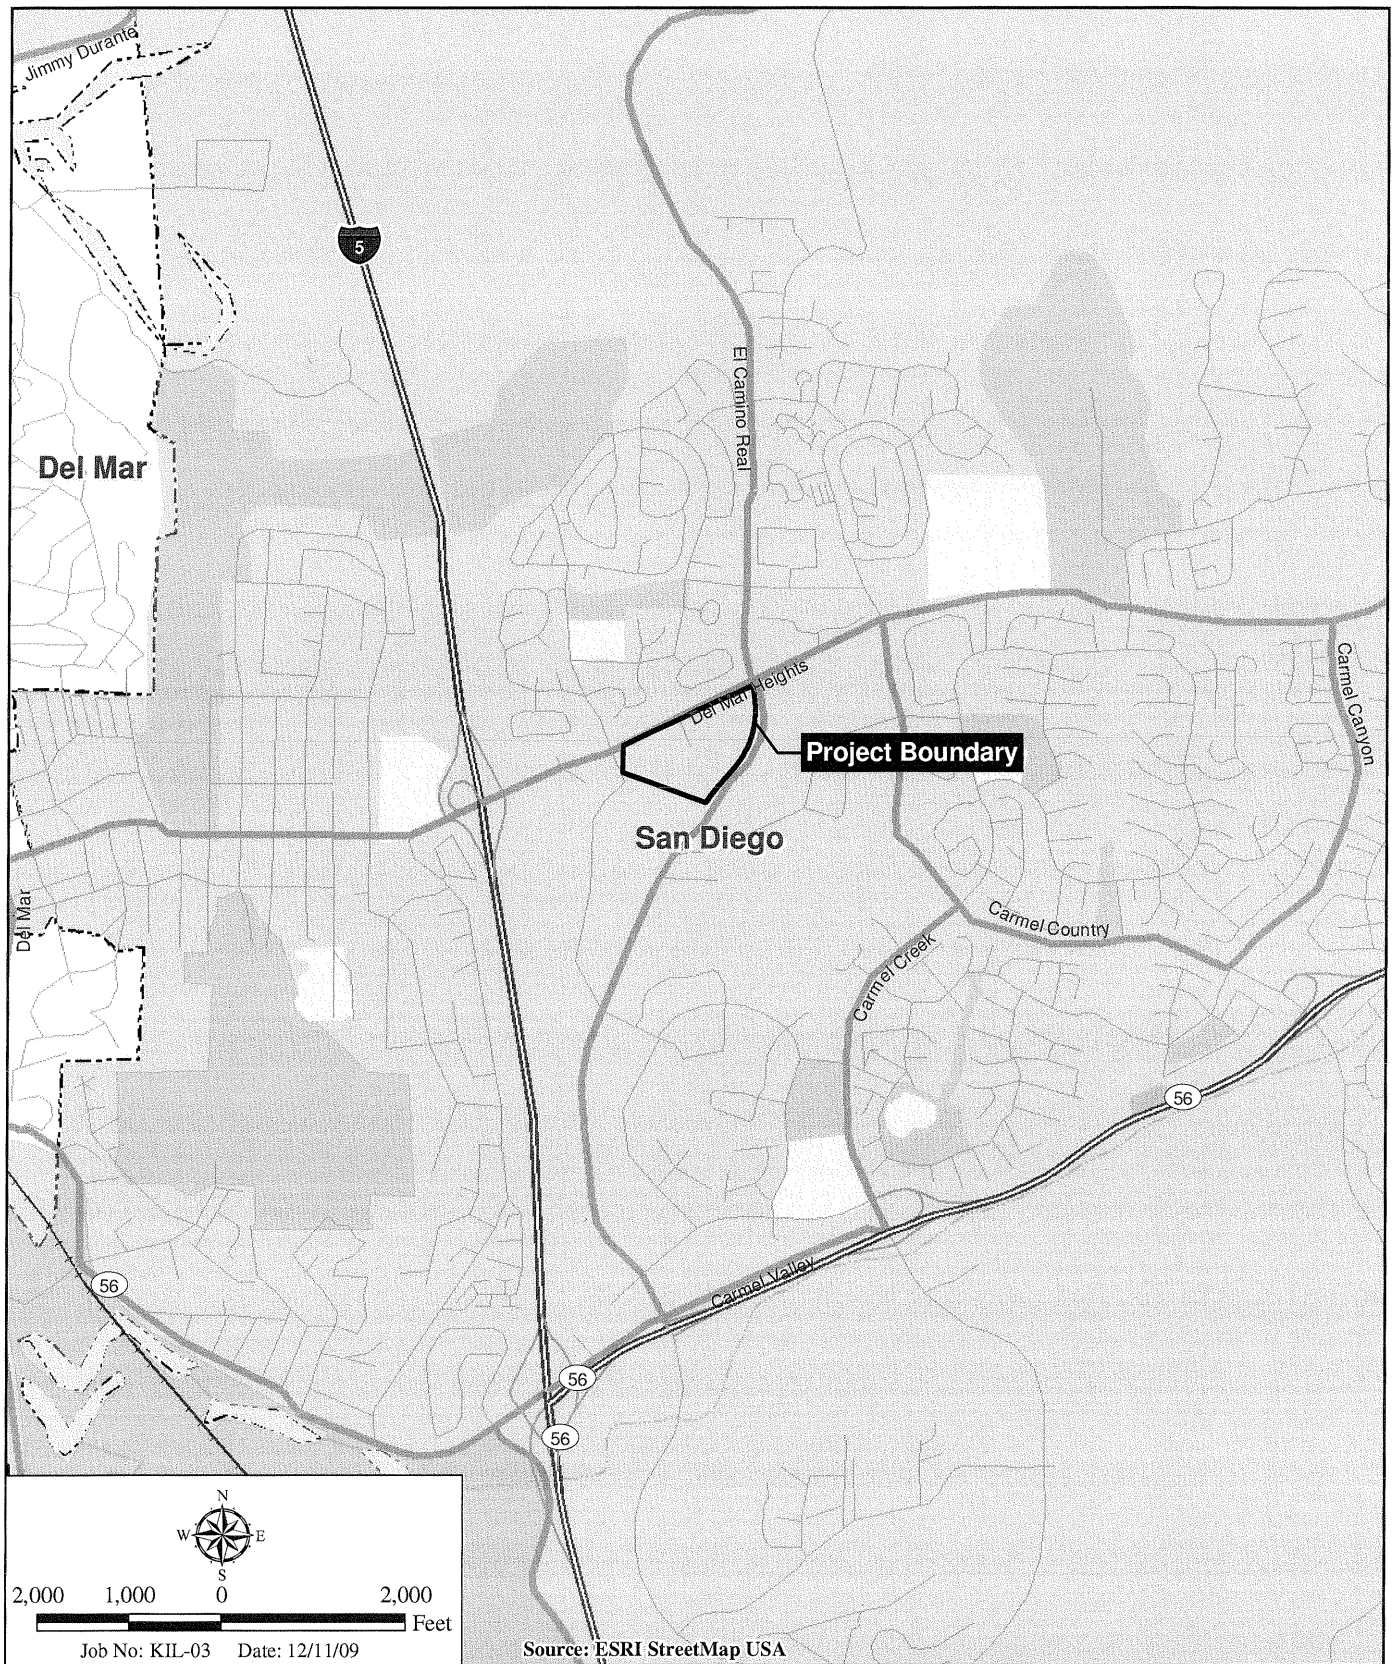 Jimmy Durante
5
El Camino Real
Del Mar
Del Mar Heights
Carmel Canyon
Project Boundary
San Diego
Del Mar
Carmel Country
Carmel Creek
56
56
Carmel Valley
56
56
N
W E
S
2,000 1,000 0 2,000
Feet
Job No: KIL-03 Date: 12/11/09
Source: ESRI StreetMap USA